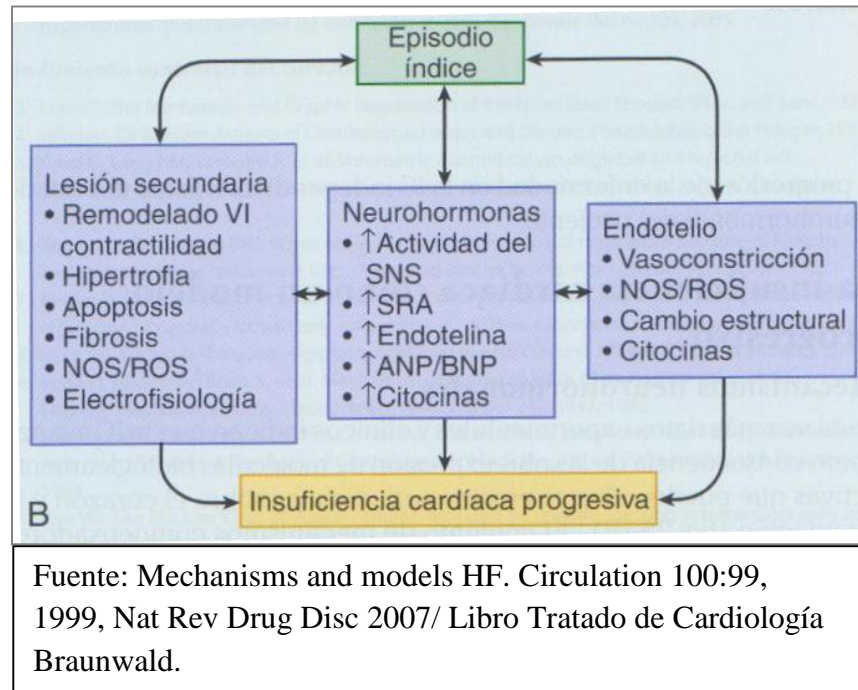 Episodio
índice
Lesión secundaria
• Remodelado VI
contractilidad
• Hipertrofia
• Apoptosis
• Fibrosis
• NOS/ROS
• Electrofisiología
Neurohormonas
• ↑Actividad del
SNS
• ↑SRA
• ↑Endotelina
• ↑ANP/BNP
• ↑Citocinas
Endotelio
• Vasoconstricción
• NOS/ROS
• Cambio estructural
• Citocinas
Insuficiencia cardíaca progresiva
B
Fuente: Mechanisms and models HF. Circulation 100:99,
1999, Nat Rev Drug Disc 2007/ Libro Tratado de Cardiología
Braunwald.